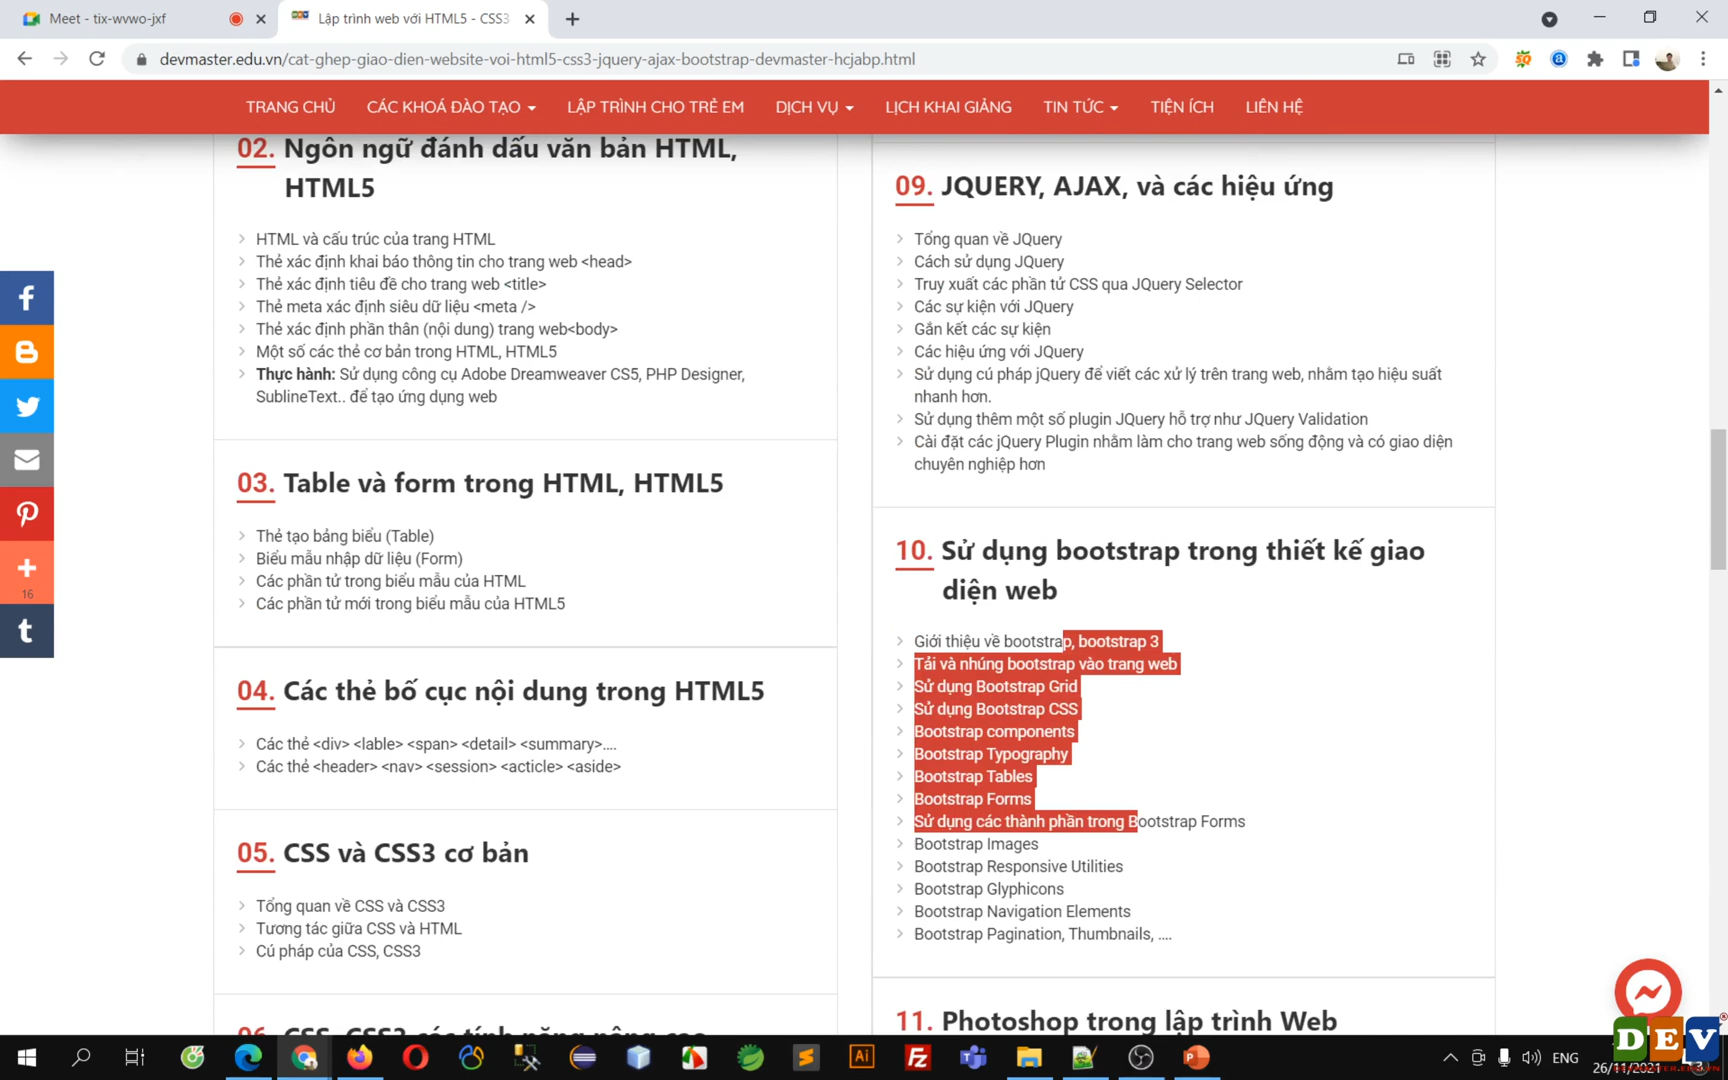 Meet - tix-wvwo-jxf
Lập trình web với HTML5 - CSS3
devmaster.edu.vn/cat-ghep-giao-dien-website-voi-html5-css3-jquery-ajax-bootstrap-devmaster-hcjabp.html
TRANG CHỦ CÁC KHOÁ ĐÀO TẠO LẬP TRÌNH CHO TRẺ EM DỊCH VỤ LỊCH KHAI GIẢNG TIN TỨC TIỆN ÍCH LIÊN HỆ
02. Ngôn ngữ đánh dấu văn bản HTML,
HTML5
HTML và cấu trúc của trang HTML
Thẻ xác định khai báo thông tin cho trang web <head>
Thẻ xác định tiêu đề cho trang web <title>
Thẻ meta xác định siêu dữ liệu <meta />
Thẻ xác định phần thân (nội dung) trang web<body>
Một số các thẻ cơ bản trong HTML, HTML5
Thực hành: Sử dụng công cụ Adobe Dreamweaver CS5, PHP Designer,
SublineText.. để tạo ứng dụng web
03. Table và form trong HTML, HTML5
Thẻ tạo bảng biểu (Table)
Biểu mẫu nhập dữ liệu (Form)
Các phần tử trong biểu mẫu của HTML
Các phần tử mới trong biểu mẫu của HTML5
04. Các thẻ bố cục nội dung trong HTML5
Các thẻ <div> <lable> <span> <detail> <summary>....
Các thẻ <header> <nav> <session> <acticle> <aside>
05. CSS và CSS3 cơ bản
Tổng quan về CSS và CSS3
Tương tác giữa CSS và HTML
Cú pháp của CSS, CSS3
06. CSS, CSS3 các tính năng nâng cao
09. JQUERY, AJAX, và các hiệu ứng
Tổng quan về JQuery
Cách sử dụng JQuery
Truy xuất các phần tử CSS qua JQuery Selector
Các sự kiện với JQuery
Gắn kết các sự kiện
Các hiệu ứng với JQuery
Sử dụng cú pháp jQuery để viết các xử lý trên trang web, nhằm tạo hiệu suất
nhanh hơn.
Sử dụng thêm một số plugin JQuery hỗ trợ như JQuery Validation
Cài đặt các jQuery Plugin nhằm làm cho trang web sống động và có giao diện
chuyên nghiệp hơn
10. Sử dụng bootstrap trong thiết kế giao
diện web
Giới thiệu về bootstrap, bootstrap 3
Tải và nhúng bootstrap vào trang web
Sử dụng Bootstrap Grid
Sử dụng Bootstrap CSS
Bootstrap components
Bootstrap Typography
Bootstrap Tables
Bootstrap Forms
Sử dụng các thành phần trong Bootstrap Forms
Bootstrap Images
Bootstrap Responsive Utilities
Bootstrap Glyphicons
Bootstrap Navigation Elements
Bootstrap Pagination, Thumbnails, ....
11. Photoshop trong lập trình Web
16
ENG
26/11/2021
DEV